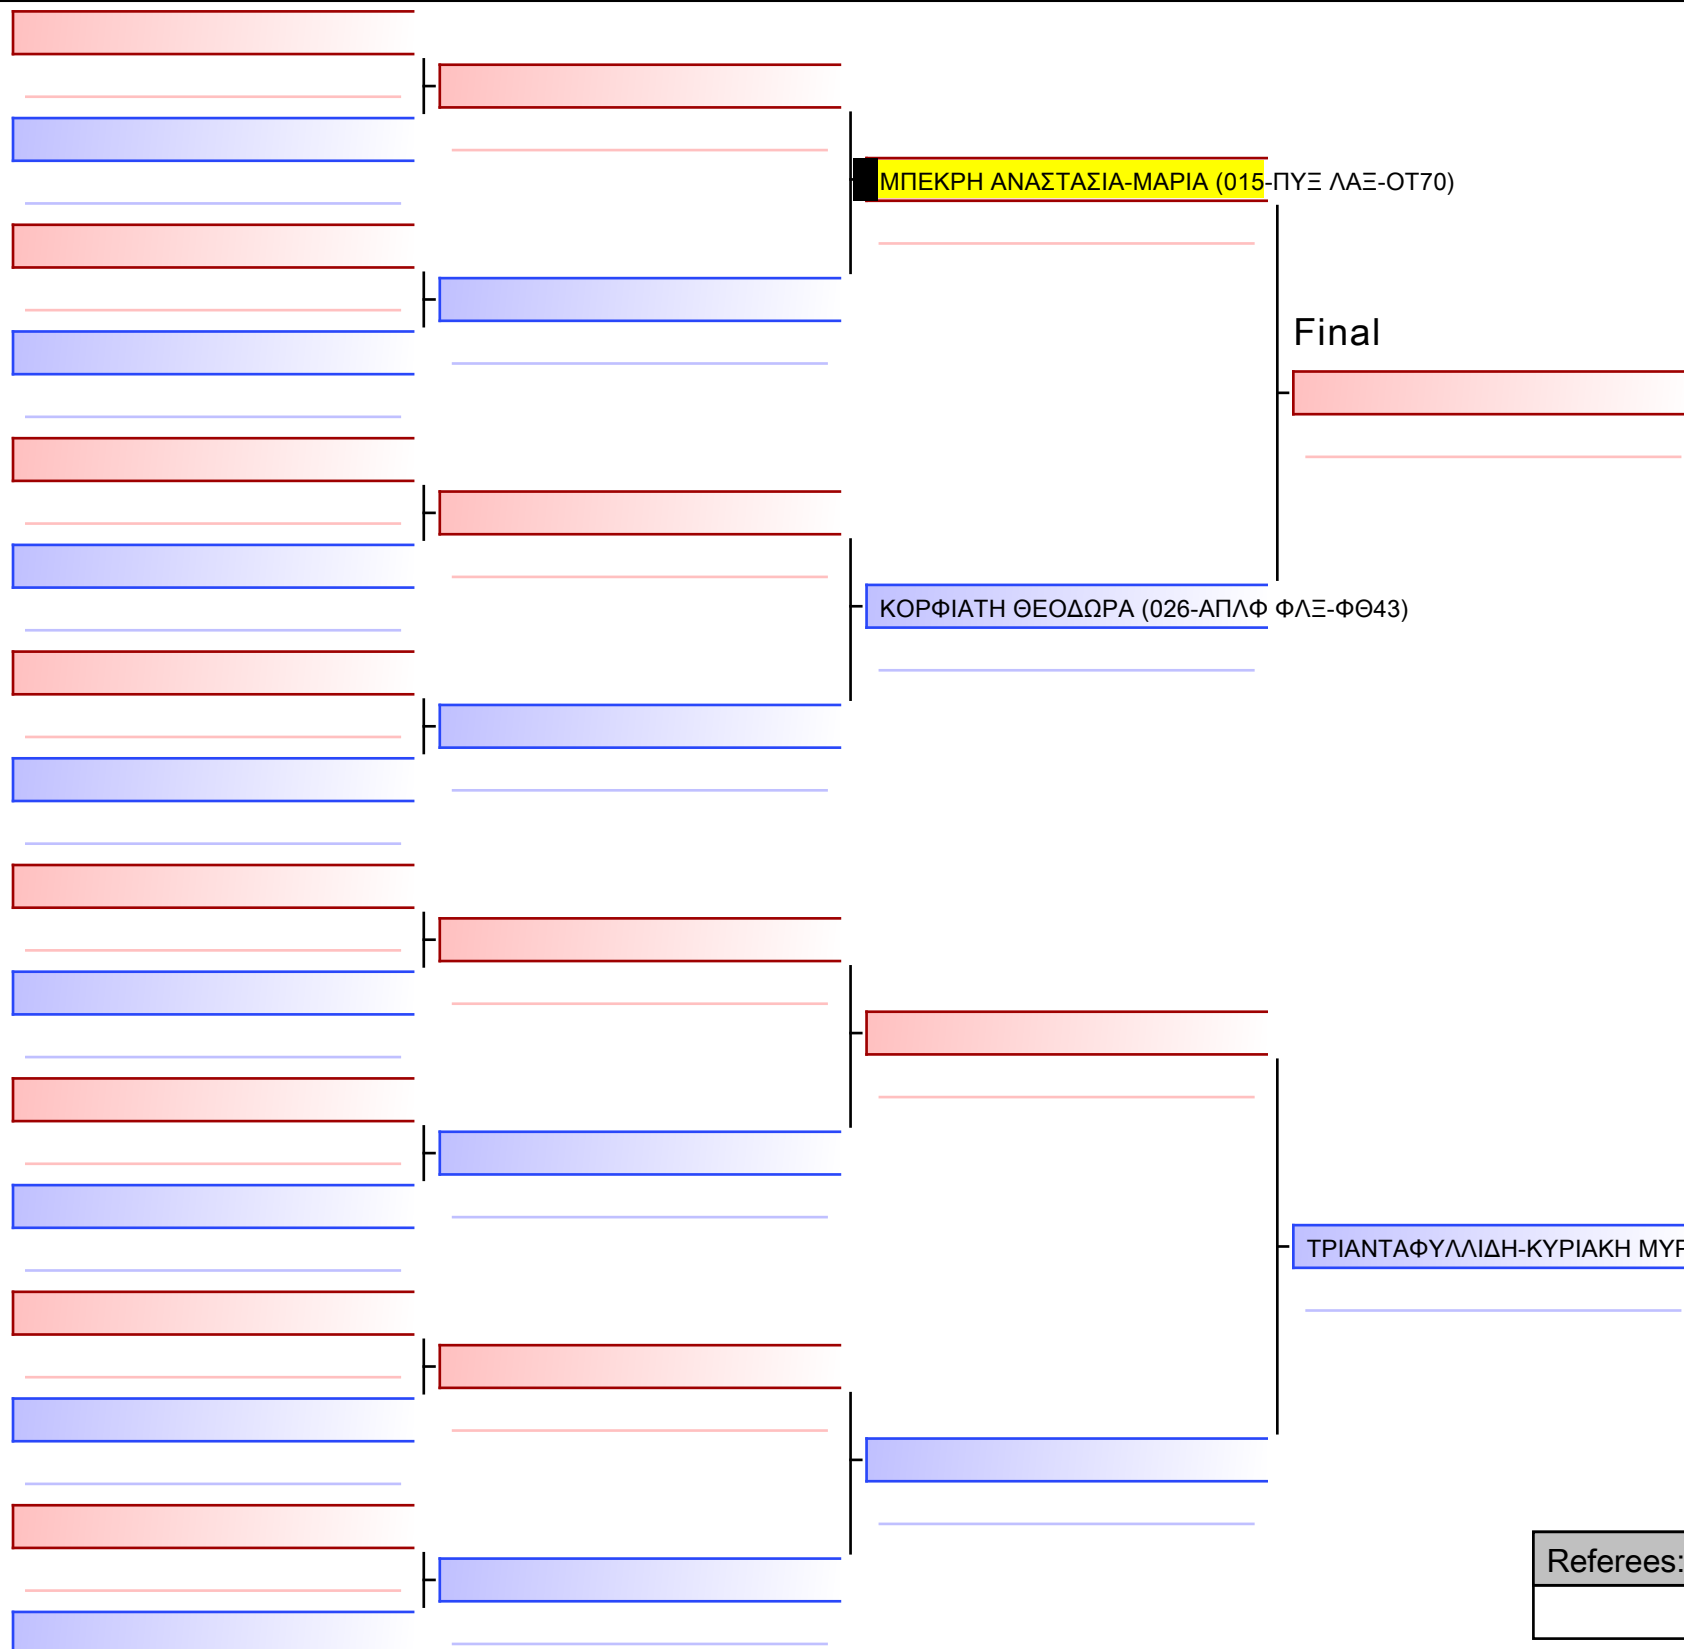 ΜΠΕΚΡΗ ΑΝΑΣΤΑΣΙΑ-ΜΑΡΙΑ (015-ΠΥΞ ΛΑΞ-ΟΤ70)
Final
ΚΟΡΦΙΑΤΗ ΘΕΟΔΩΡΑ (026-ΑΠΛΦ ΦΛΞ-ΦΘ43)
ΤΡΙΑΝΤΑΦΥΛΛΙΔΗ-ΚΥΡΙΑΚΗ
Referees: